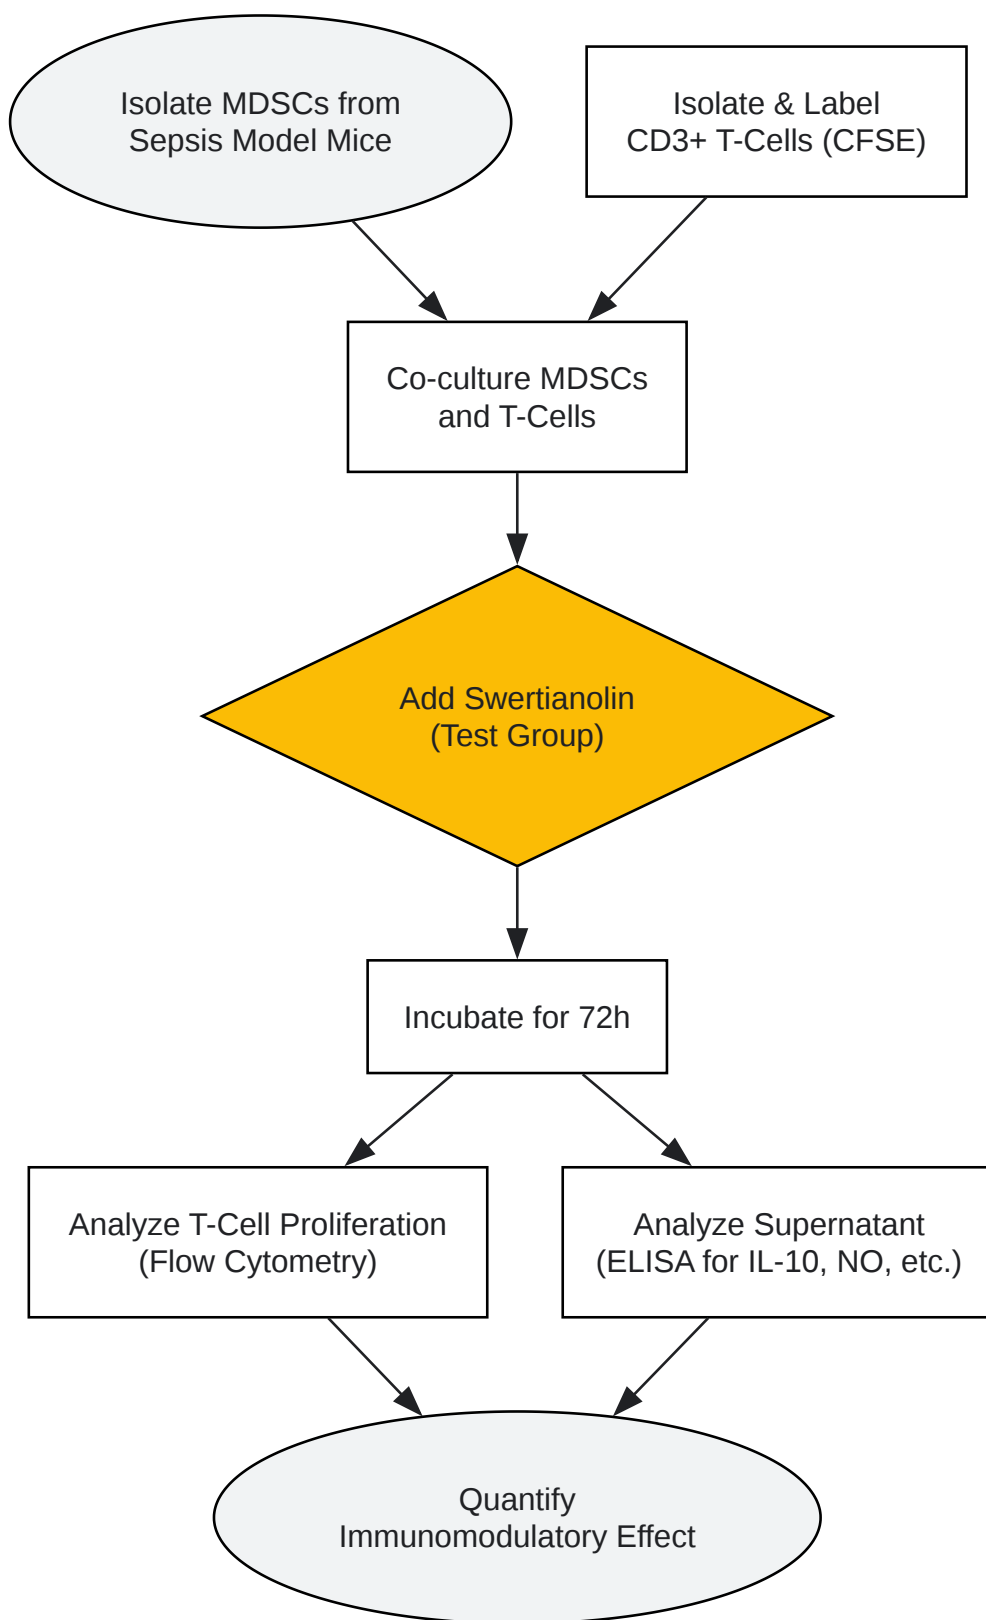 Isolate MDSCs from
Sepsis Model Mice
Isolate & Label
CD3+ T-Cells (CFSE)
Co-culture MDSCs
and T-Cells
Add Swertianolin
(Test Group)
Incubate for 72h
Analyze T-Cell Proliferation
(Flow Cytometry)
Analyze Supernatant
(ELISA for IL-10, NO, etc.)
Quantify
Immunomodulatory Effect